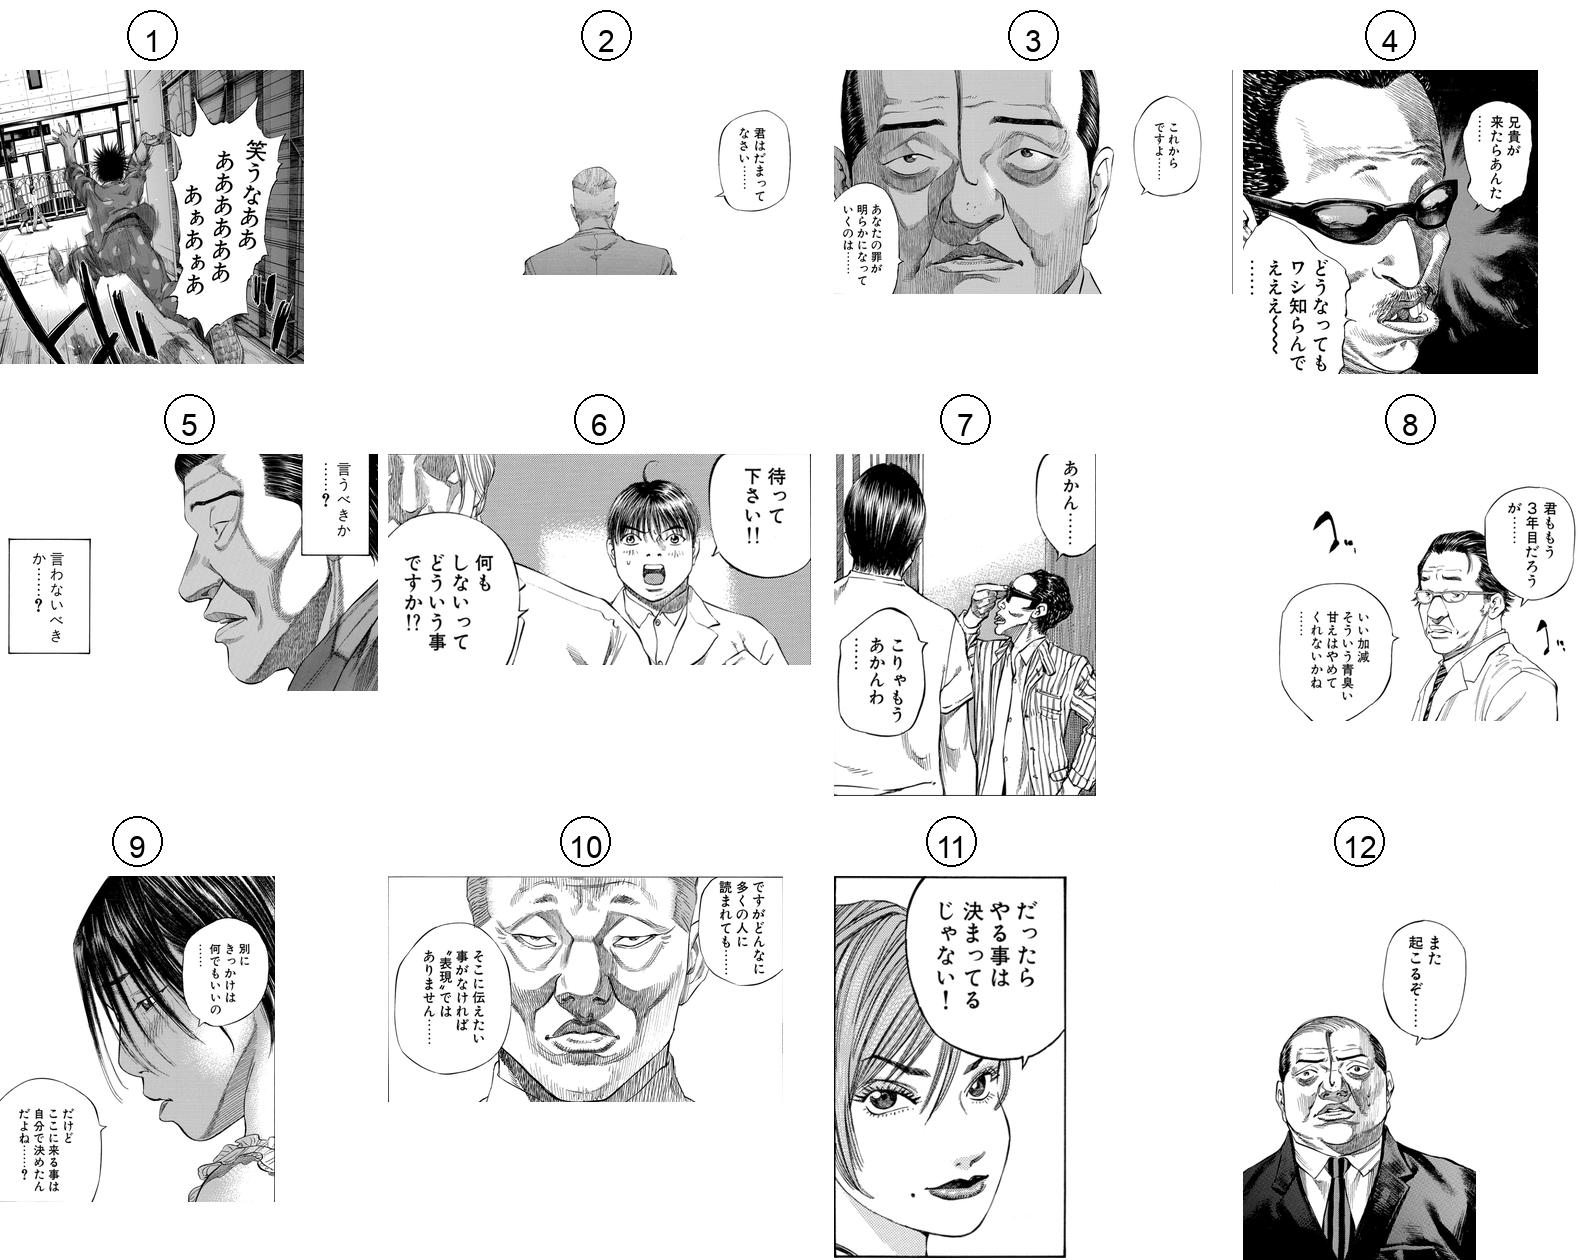 1
笑うなああ
ああああああ
あぁあぁあ
2
君はだまって
なさい……
3
これから
ですよ……
あなたの罪が
明らかになって
いくのは……
4
兄貴が
来たらあんた
……
どうなっても
ワシ知らんで
えええ～～～
……
5
言うべきか
……?
言わないべき
か……?
6
待って
下さい!!
何も
しないって
どういう事
ですか!?
7
あかん……
こりゃもう
あかんわ
……
8
君ももう
3年目だろう
が……
いい加減
そういう青臭い
甘えはやめて
くれないかね
……
9
別に
きっかけは
何でもいいの
……
だけど
ここに来る事は
自分で決めたん
だよね……?
10
ですがどんなに
多くの人に
読まれても……
そこに伝えたい
事がなければ
〝表現〟では
ありません……
11
だったら
やる事は
決まってる
じゃない!
12
また
起こるぞ……